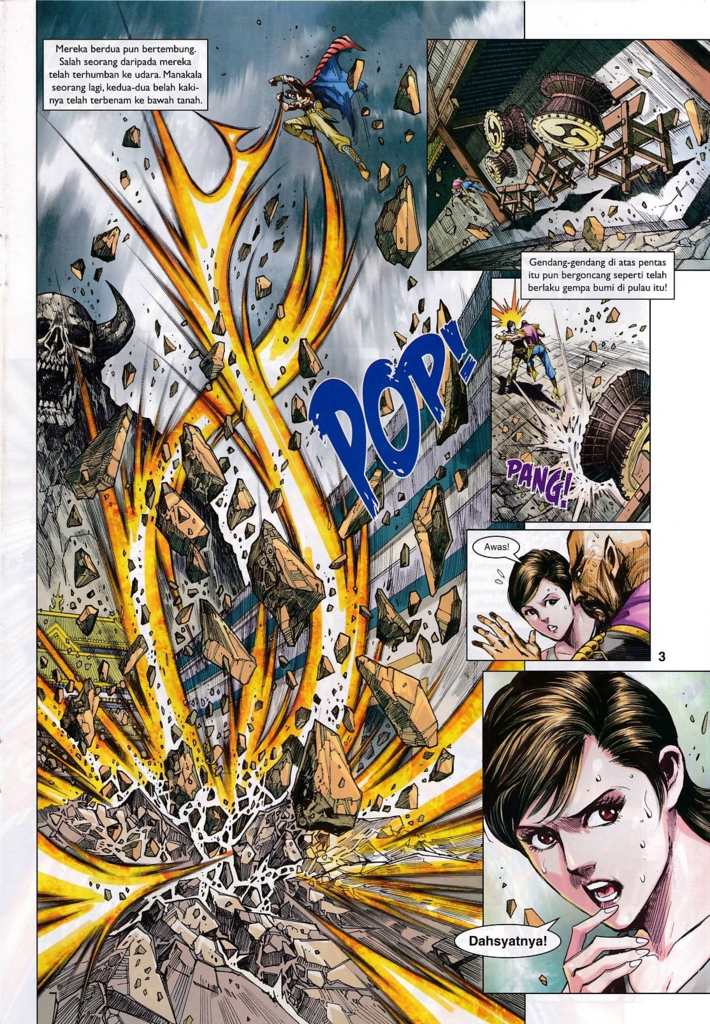 Mereka berdua pun bertembung.
Salah seorang daripada mereka
telah terhumban ke udara. Manakala
seorang lagi, kedua-dua belah kaki-
nya telah terbenam ke bawah tanah.
Gendang-gendang di atas pentas
itu pun bergoncang seperti telah
berlaku gempa bumi di pulau itu!
POP!
PANG!
Awas!
3
Dahsyatnya!